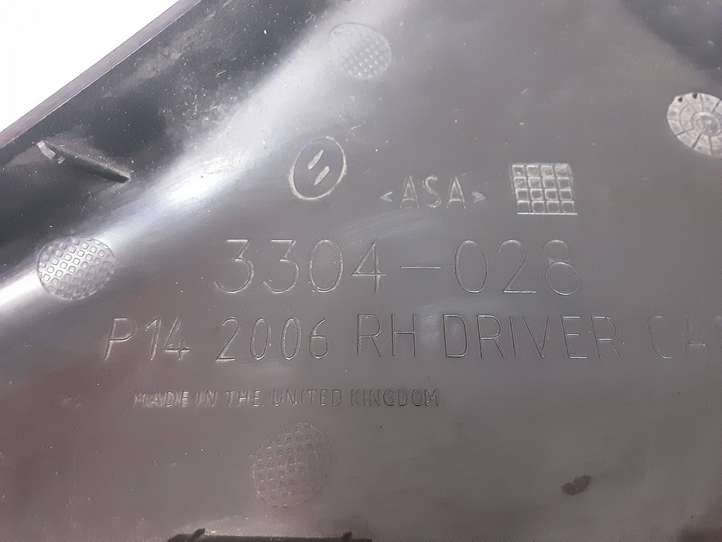 <ASA>
3304-028
P14 2006 RH DRIVER
MADE IN THE UNITED KINGDOM